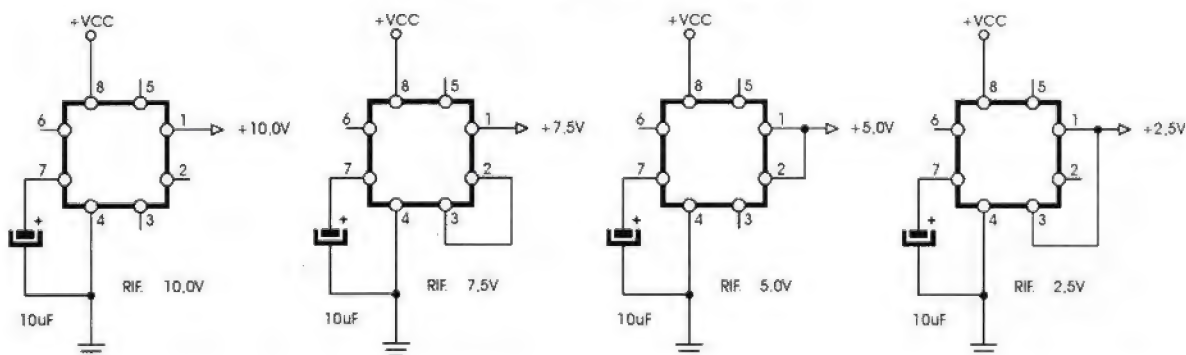 +VCC
8
5
6
1
+10,0V
7
2
+
4
3
RIF. 10,0V
10uF
+VCC
8
5
6
1
+7,5V
7
2
+
4
3
RIF. 7,5V
10uF
+VCC
8
5
6
1
+5,0V
7
2
+
4
3
RIF. 5,0V
10uF
+VCC
8
5
6
1
+2,5V
7
2
+
4
3
RIF. 2,5V
10uF